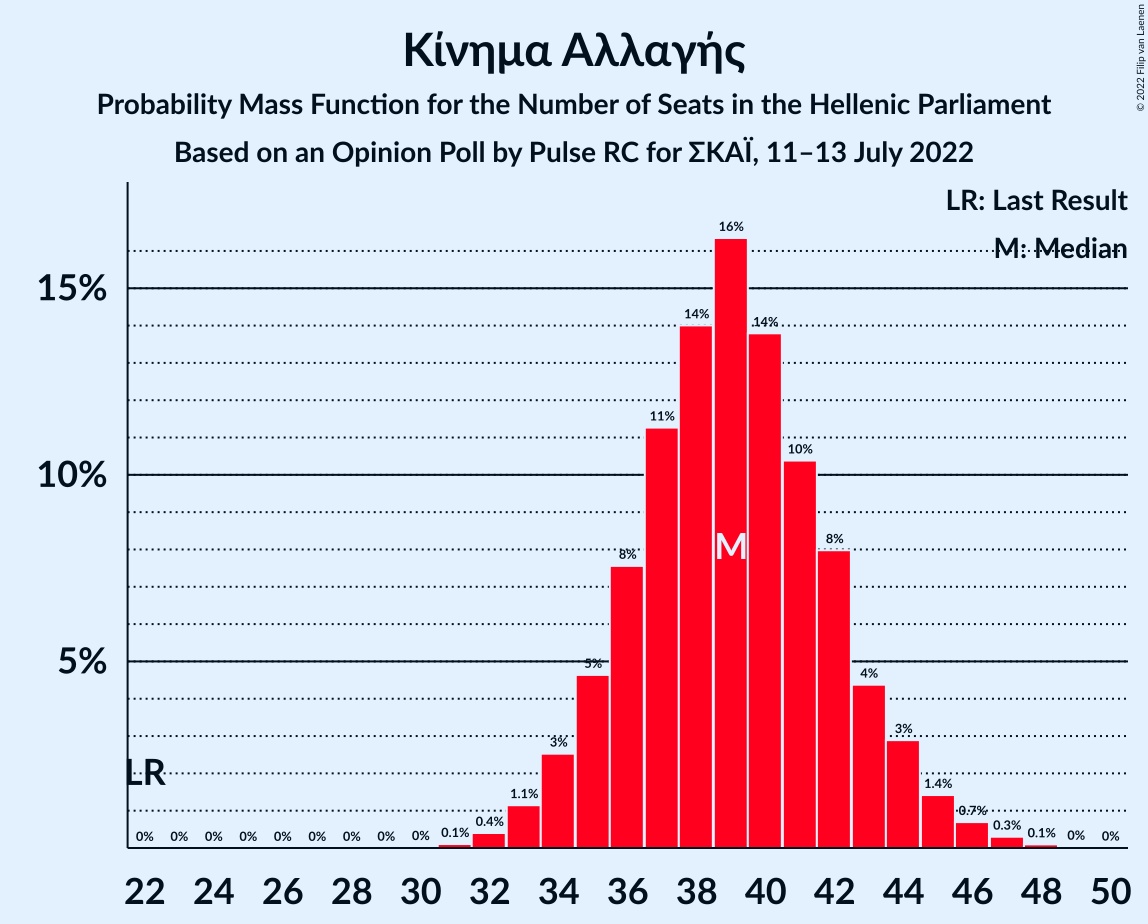 Κίνημα Αλλαγής
Probability Mass Function for the Number of Seats in the Hellenic Parliament
Based on an Opinion Poll by Pulse RC for ΣΚΑΪ, 11–13 July 2022
© 2022 Filip van Laenen
LR: Last Result
M: Median
15%
10%
5%
16%
14% 14%
11%
10%
8% 8%
M
5% 4%
3% 3%
LR
1.1% 1.4%
0% 0% 0% 0% 0% 0% 0% 0% 0% 0.1% 0.4% 0.7% 0.3% 0.1% 0% 0%
22 24 26 28 30 32 34 36 38 40 42 44 46 48 50